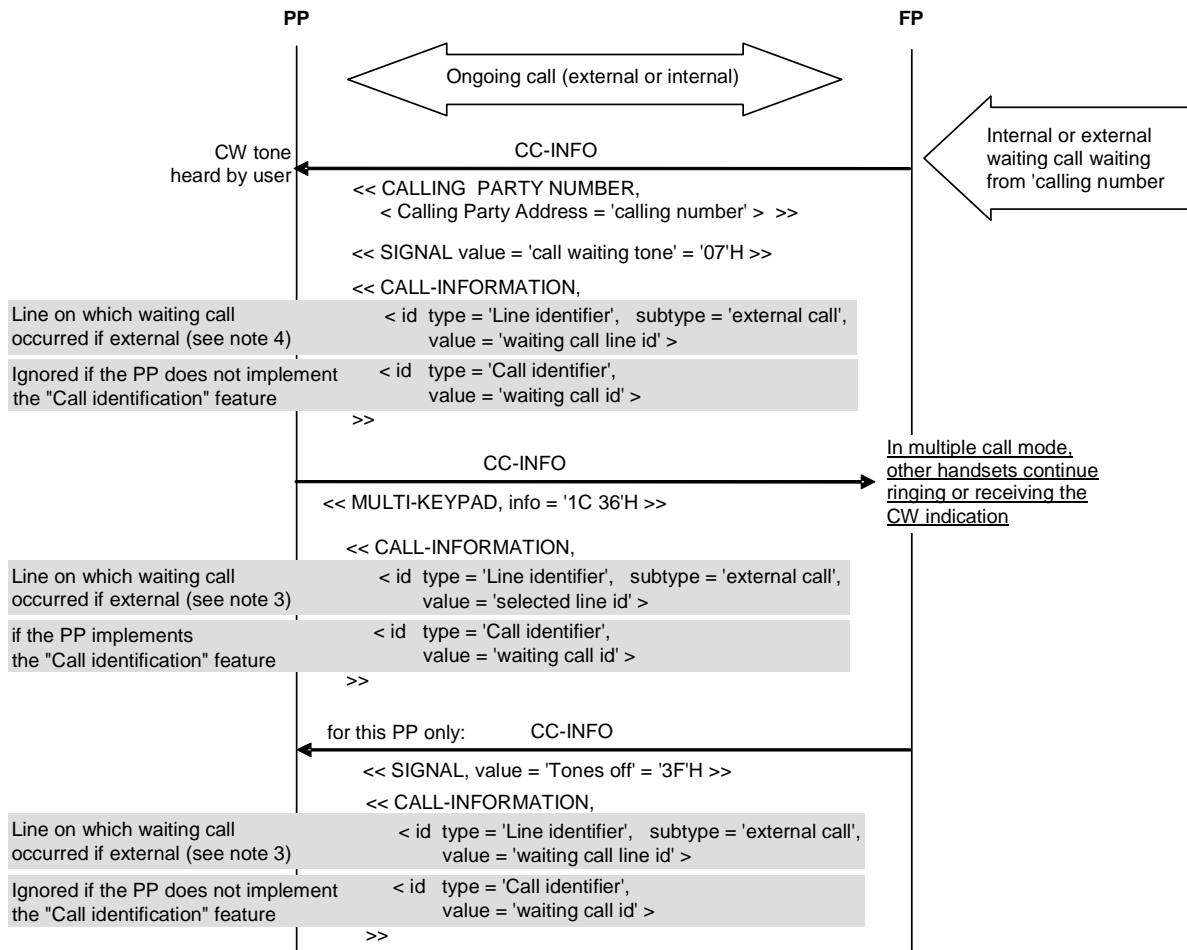 PP
FP
Ongoing call (external or internal)
Internal or external
waiting call waiting
from 'calling number
CW tone
heard by user
CC-INFO
<< CALLING PARTY NUMBER,
< Calling Party Address = 'calling number' > >>
<< SIGNAL value = 'call waiting tone' = '07'H >>
<< CALL-INFORMATION,
Line on which waiting call
occurred if external (see note 4)
< id type = 'Line identifier', subtype = 'external call',
value = 'waiting call line id' >
Ignored if the PP does not implement
the "Call identification" feature
< id type = 'Call identifier',
value = 'waiting call id' >
>>
CC-INFO
In multiple call mode,
other handsets continue
ringing or receiving the
CW indication
<< MULTI-KEYPAD, info = '1C 36'H >>
<< CALL-INFORMATION,
Line on which waiting call
occurred if external (see note 3)
< id type = 'Line identifier', subtype = 'external call',
value = 'selected line id' >
if the PP implements
the "Call identification" feature
< id type = 'Call identifier',
value = 'waiting call id' >
>>
for this PP only: CC-INFO
<< SIGNAL, value = 'Tones off' = '3F'H >>
<< CALL-INFORMATION,
Line on which waiting call
occurred if external (see note 3)
< id type = 'Line identifier', subtype = 'external call',
value = 'waiting call line id' >
Ignored if the PP does not implement
the "Call identification" feature
< id type = 'Call identifier',
value = 'waiting call id' >
>>